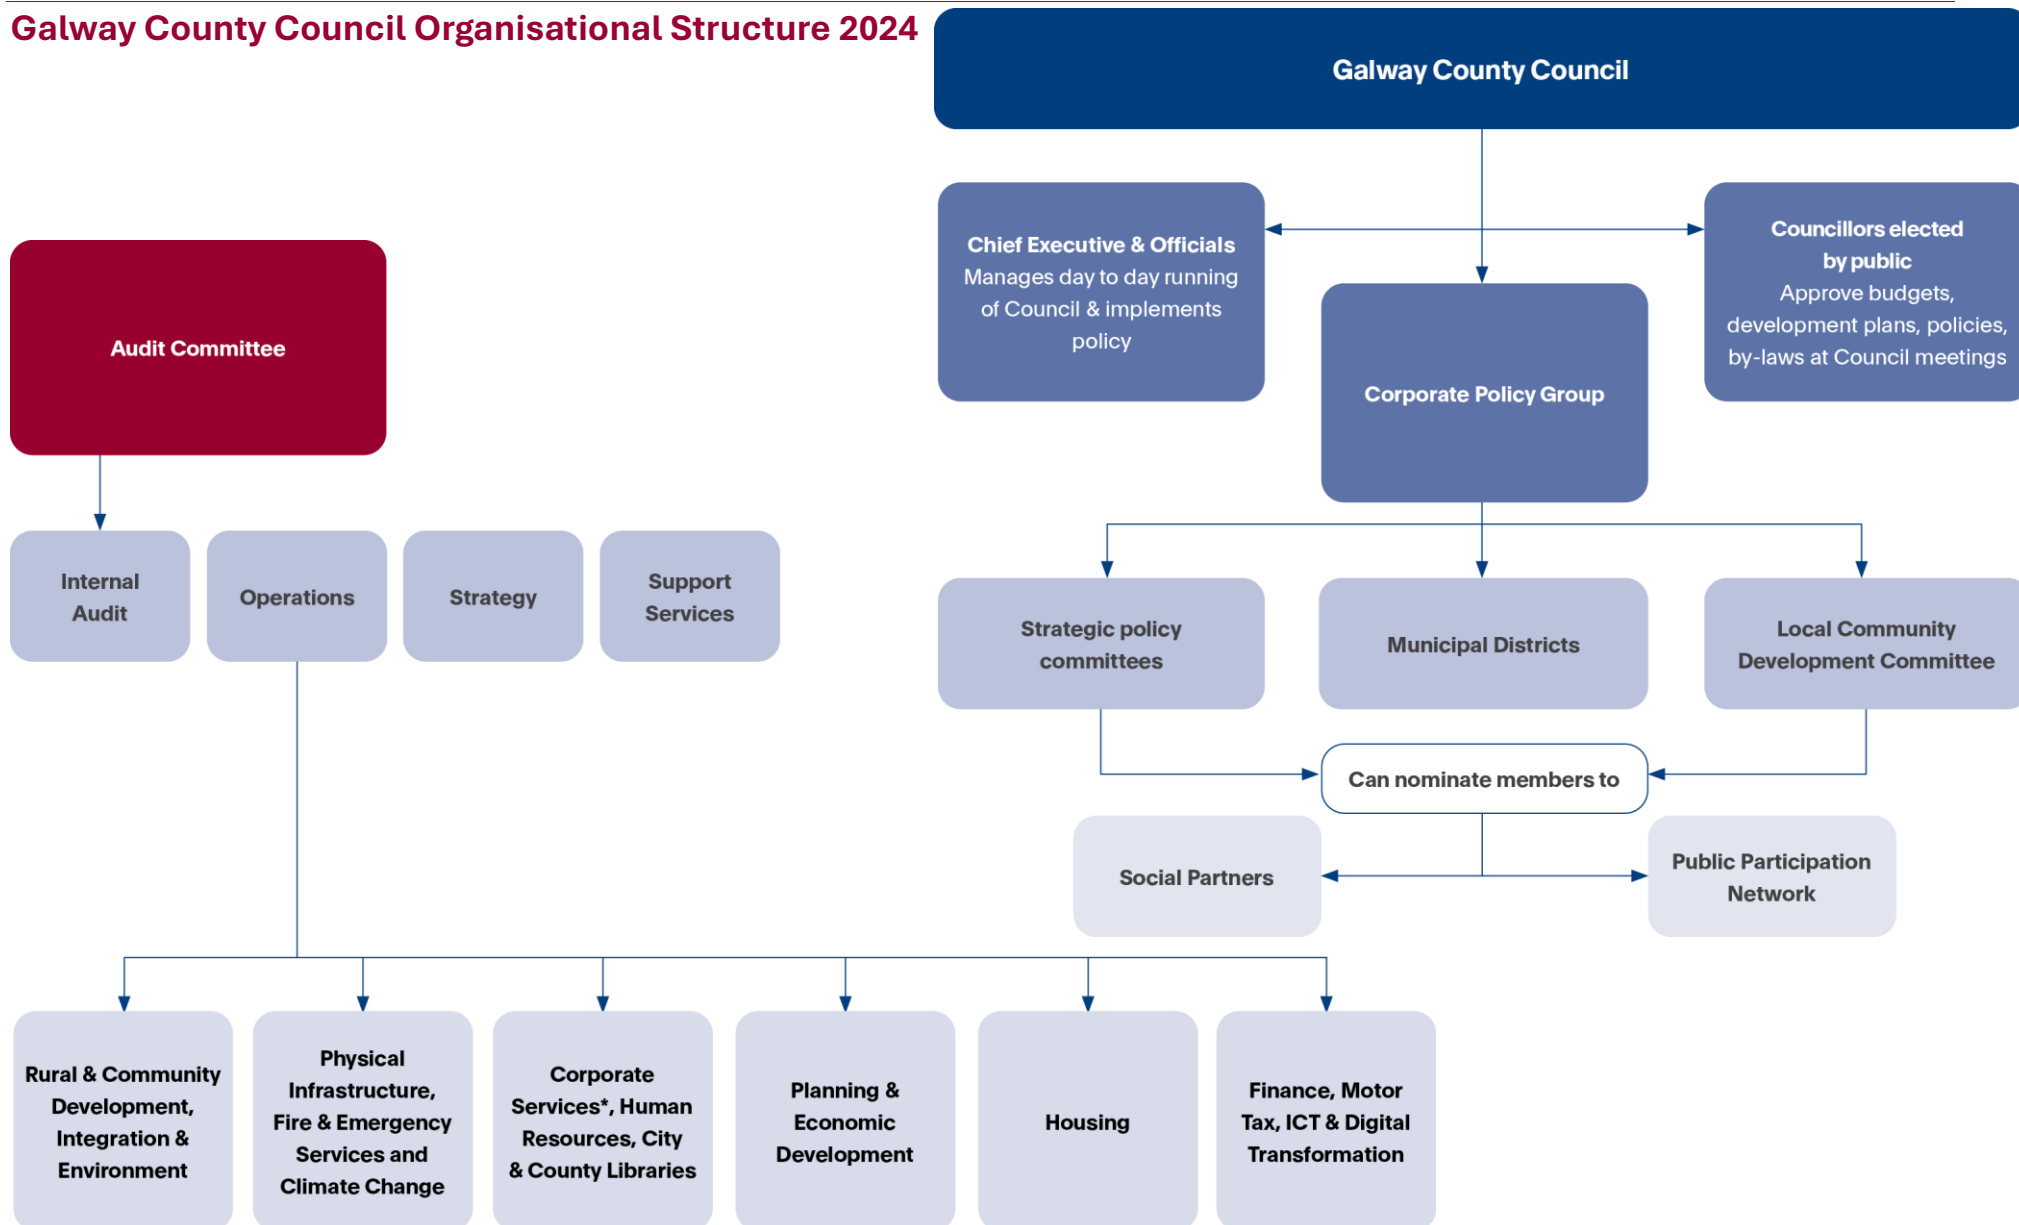 Galway County Council Organisational Structure 2024
Galway County Council
Chief Executive & Officials
Manages day to day running
of Council & implements
policy
Councillors elected
by public
Approve budgets,
development plans, policies,
by-laws at Council meetings
Corporate Policy Group
Audit Committee
Internal
Audit
Operations
Strategy
Support
Services
Strategic policy
committees
Municipal Districts
Local Community
Development Committee
Can nominate members to
Social Partners
Public Participation
Network
Rural & Community
Development,
Integration &
Environment
Physical
Infrastructure,
Fire & Emergency
Services and
Climate Change
Corporate
Services*, Human
Resources, City
& County Libraries
Planning &
Economic
Development
Housing
Finance, Motor
Tax, ICT & Digital
Transformation